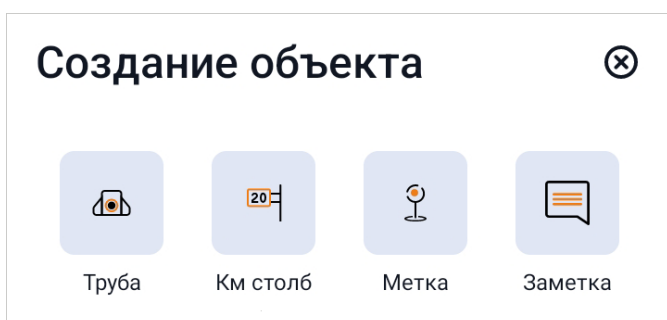 Создание объекта
20
Труба
Км столб
Метка
Заметка